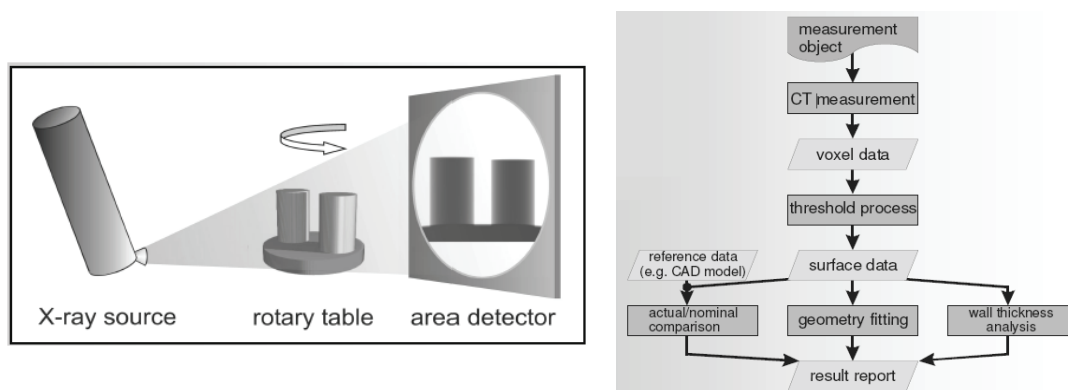 X-ray source
rotary table
area detector
measurement
object
CT measurement
voxel data
threshold process
reference data
(e.g. CAD model)
surface data
actual/nominal
comparison
geometry fitting
wall thickness
analysis
result report